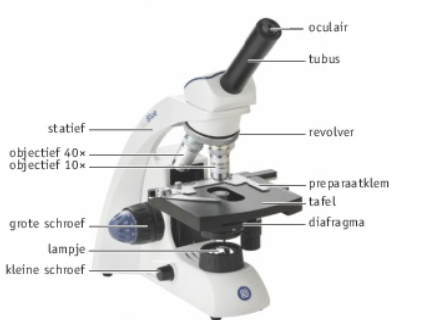 oculair
tubus
statief
revolver
objectief 40×
objectief 10×
preparaatklem
tafel
grote schroef
diafragma
lampje
kleine schroef